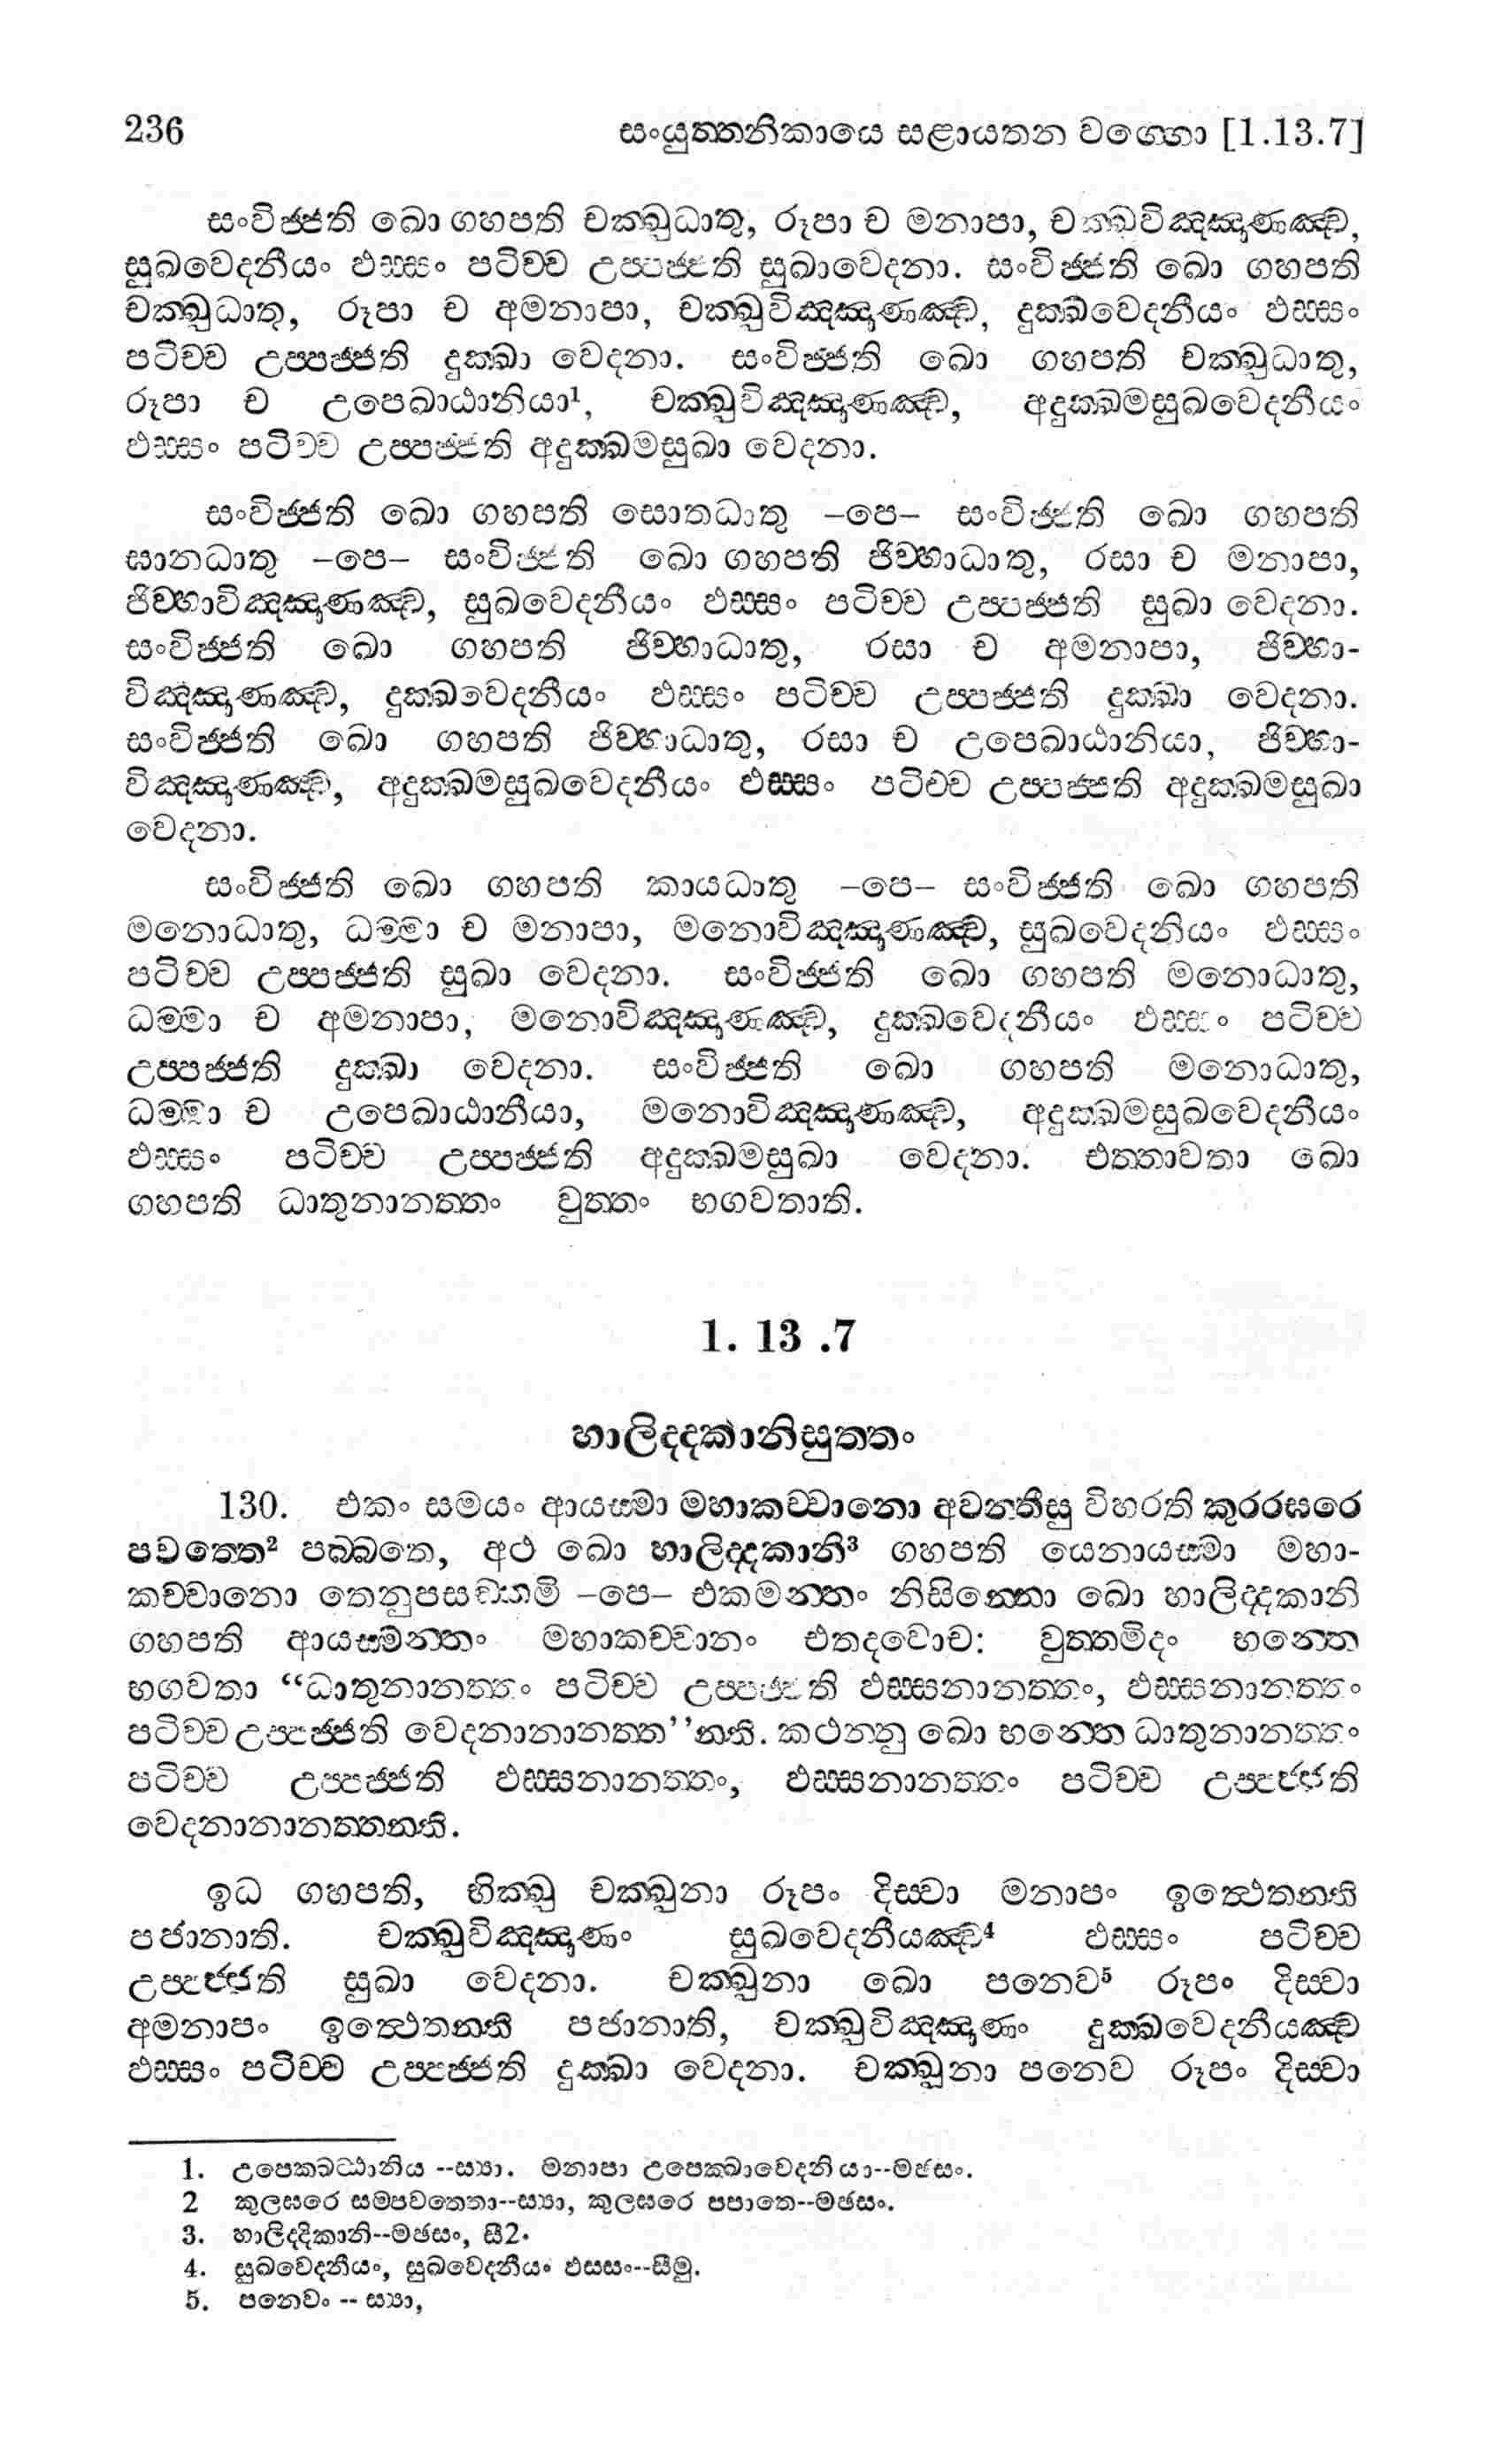 236 සංයුත්තනිකායෙ සළායතන වග්ගො [1.13.7]
සංවිජ්ජති ඛො ගහපති චක්ඛුධාතු, රූපා ච මනාපා, චක්ඛුවිඤ්ඤාණඤ්ච,
සුඛවෙදනීයං ඵස්සං පටිච්ච උප්පජ්ජති සුඛාවෙදනා. සංවිජ්ජති ඛො ගහපති
චක්ඛුධාතු, රූපා ච අමනාපා, චක්ඛුවිඤ්ඤාණඤ්ච, දුක්ඛවෙදනීයං ඵස්සං
පටිච්ච උප්පජ්ජති දුක්ඛා වෙදනා. සංවිජ්ජති ඛො ගහපති චක්ඛුධාතු,
රූපා ච උපෙඛාඨානියා¹, චක්ඛුවිඤ්ඤාණඤ්ච, අදුක්ඛමසුඛවෙදනීයං
ඵස්සං පටිච්ච උප්පජ්ජති අදුක්ඛමසුඛා වෙදනා.
සංවිජ්ජති ඛො ගහපති සොතධාතු –පෙ– සංවිජ්ජති ඛො ගහපති
ඝානධාතු –පෙ– සංවිජ්ජති ඛො ගහපති ජිව්හාධාතු, රසා ච මනාපා,
ජිව්හාවිඤ්ඤාණඤ්ච, සුඛවෙදනීයං ඵස්සං පටිච්ච උප්පජ්ජති සුඛා වෙදනා.
සංවිජ්ජති ඛො ගහපති ජිව්හාධාතු, රසා ච අමනාපා, ජිව්හා-
විඤ්ඤාණඤ්ච, දුක්ඛවෙදනීයං ඵස්සං පටිච්ච උප්පජ්ජති දුක්ඛා වෙදනා.
සංවිජ්ජති ඛො ගහපති ජිව්හාධාතු, රසා ච උපෙඛාඨානියා, ජිව්හා-
විඤ්ඤාණඤ්ච, අදුක්ඛමසුඛවෙදනීයං ඵස්සං පටිච්ච උප්පජ්ජති අදුක්ඛමසුඛා
වෙදනා.
සංවිජ්ජති ඛො ගහපති කායධාතු –පෙ– සංවිජ්ජති ඛො ගහපති
මනොධාතු, ධම්මා ච මනාපා, මනොවිඤ්ඤාණඤ්ච, සුඛවෙදනියං ඵස්සං
පටිච්ච උප්පජ්ජති සුඛා වෙදනා. සංවිජ්ජති ඛො ගහපති මනොධාතු,
ධම්මා ච අමනාපා, මනොවිඤ්ඤාණඤ්ච, දුක්ඛවෙදනීයං ඵස්සං පටිච්ච
උප්පජ්ජති දුක්ඛා වෙදනා. සංවිජ්ජති ඛො ගහපති මනොධාතු,
ධම්මා ච උපෙඛාඨානීයා, මනොවිඤ්ඤාණඤ්ච, අදුක්ඛමසුඛවෙදනීයං
ඵස්සං පටිච්ච උප්පජ්ජති අදුක්ඛමසුඛා වෙදනා. එත්තාවතා ඛො
ගහපති ධාතුනානත්තං වුත්තං භගවතාති.
1. 13 .7
හාලිද්දකානිසුත්තං
130. එකං සමයං ආයස්මා මහාකච්චානො අවන්තීසු විහරති කුරරඝරෙ
පවත්තෙ² පබ්බතෙ, අථ ඛො හාලිද්දකානි³ ගහපති යෙනායස්මා මහා-
කච්චානො තෙනුපසඞ්කමි –පෙ– එකමන්තං නිසින්නො ඛො හාලිද්දකානි
ගහපති ආයස්මන්තං මහාකච්චානං එතදවොච: වුත්තමිදං භන්තෙ
භගවතා “ධාතුනානත්තං පටිච්ච උප්පජ්ජති ඵස්සනානත්තං, ඵස්සනානත්තං
පටිච්ච උප්පජ්ජති වෙදනානානත්ත’’න්ති. කථන්නු ඛො භන්තෙ ධාතුනානත්තං
පටිච්ච උප්පජ්ජති ඵස්සනානත්තං, ඵස්සනානත්තං පටිච්ච උප්පජ්ජති
වෙදනානානත්තන්ති.
ඉධ ගහපති, භික්ඛු චක්ඛුනා රූපං දිස්වා මනාපං ඉත්ථෙතන්ති
පජානාති. චක්ඛුවිඤ්ඤාණං සුඛවෙදනීයඤ්ච⁴ ඵස්සං පටිච්ච
උප්පජ්ජති සුඛා වෙදනා. චක්ඛුනා ඛො පනෙව⁵ රූපං දිස්වා
අමනාපං ඉත්ථෙතන්ති පජානාති, චක්ඛුවිඤ්ඤාණං දුක්ඛවෙදනීයඤ්ච
ඵස්සං පටිච්ච උප්පජ්ජති දුක්ඛා වෙදනා. චක්ඛුනා පනෙව රූපං දිස්වා
1. උපෙක්ඛට්ඨානිය --ස්‍යා. මනාපා උපෙක්ඛාවෙදනියා--මජසං.
2 කුලඝරෙ සම්පවත්තෙතා--ස්‍යා, කුලඝරෙ පපාතෙ--මජසං.
3. හාලිද්දිකානි--මජසං, සී2.
4. සුඛවෙදනීයං, සුඛවෙදනීයං ඵස්සං--සීමු.
5. පනෙවං -- ස්‍යා,